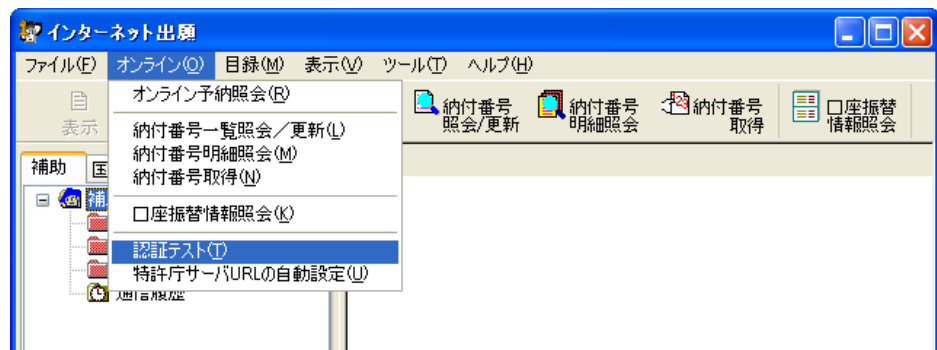 インターネット出願
ファイル(F) オンライン(O) 目録(M) 表示(V) ツール(T) ヘルプ(H)
表示
オンライン予納照会(R)
納付番号一覧照会／更新(L)
納付番号明細照会(M)
納付番号取得(N)
口座振替情報照会(K)
認証テスト(T)
特許庁サーバURLの自動設定(U)
納付番号
照会/更新
納付番号
明細照会
納付番号
取得
口座振替
情報照会
補助
補
通信履歴